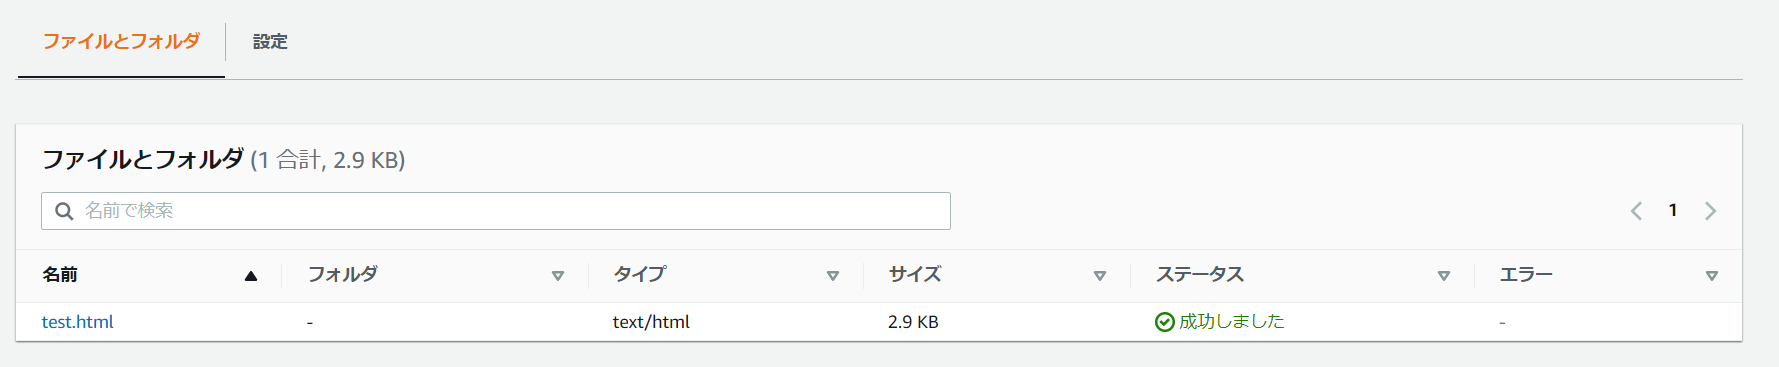 ファイルとフォルダ 設定
ファイルとフォルダ (1 合計, 2.9 KB)
名前で検索 1
名前 フォルダ タイプ サイズ ステータス エラー
test.html - text/html 2.9 KB 成功しました -